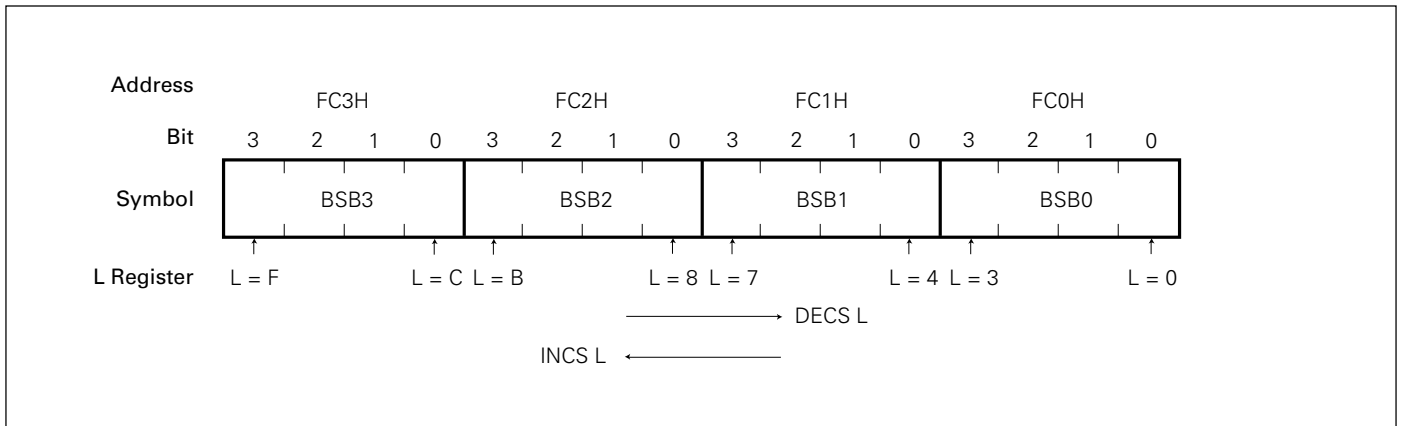 Address
FC3H FC2H FC1H FC0H
Bit 3 2 1 0 3 2 1 0 3 2 1 0 3 2 1 0
Symbol BSB3 BSB2 BSB1 BSB0
L Register L = F L = C L = B L = 8 L = 7 L = 4 L = 3 L = 0
DECS L
INCS L